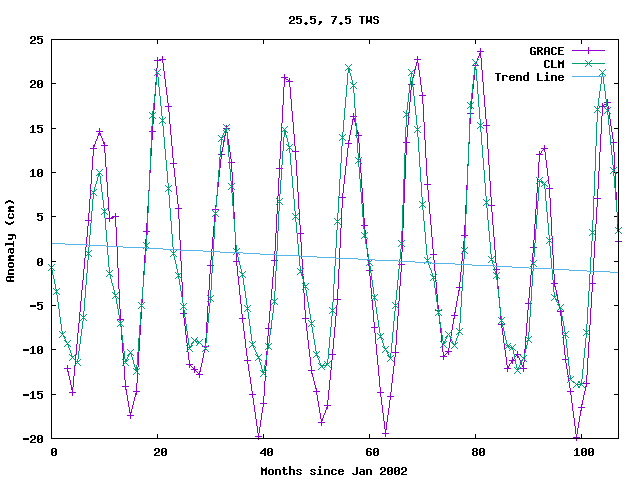 25.5, 7.5 TWS
GRACE
CLM
Trend Line
25
20
15
10
5
0
-5
-10
-15
-20
Anomaly (cm)
0 20 40 60 80 100
Months since Jan 2002